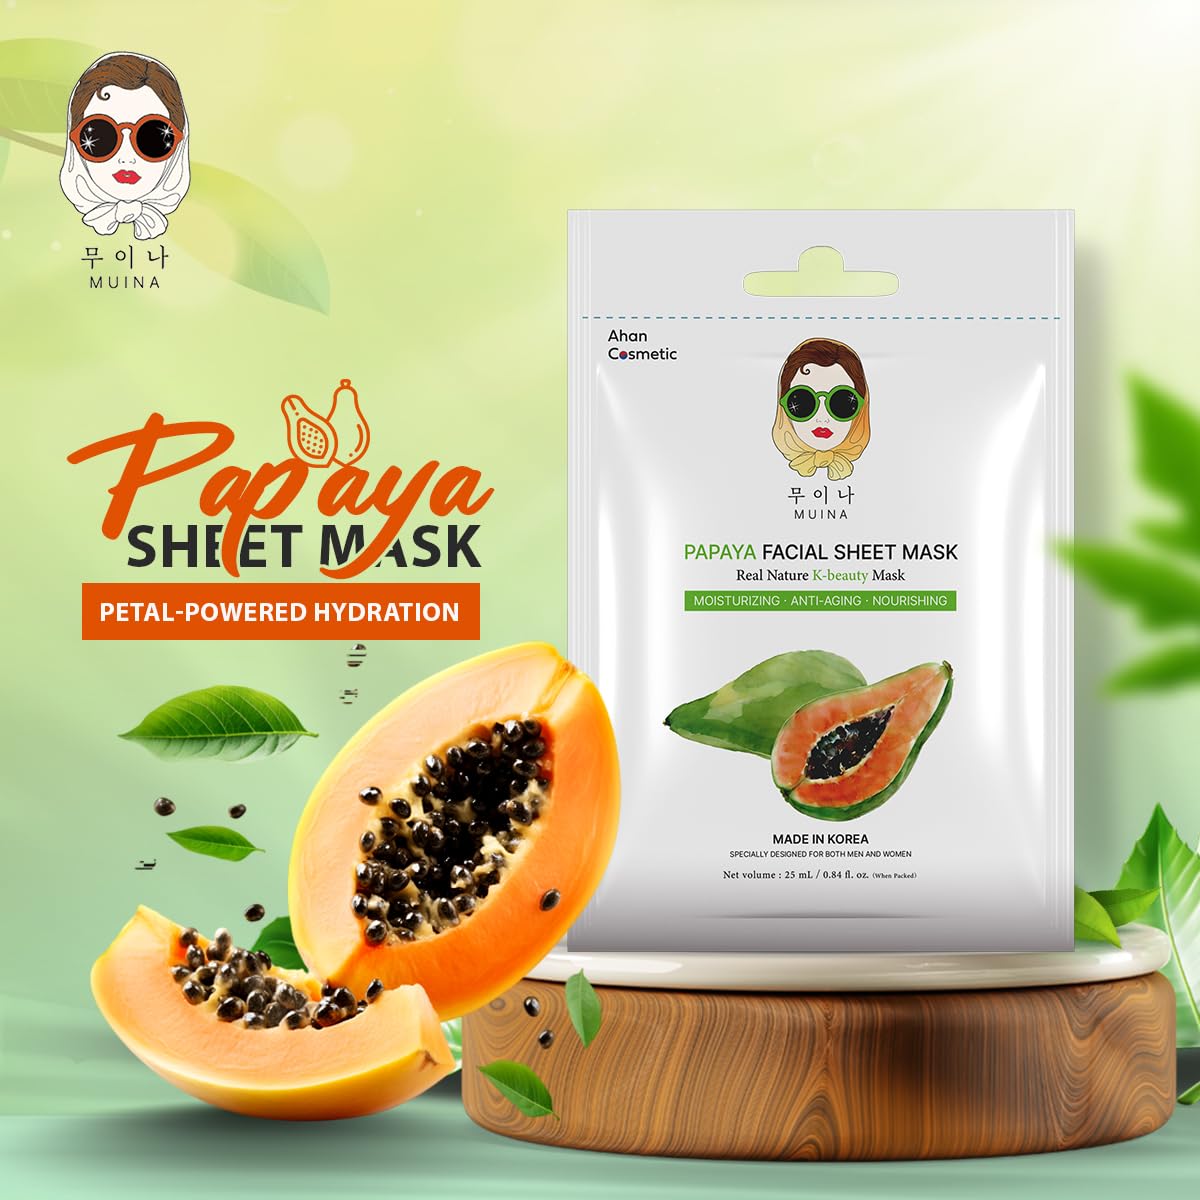 무이나
MUINA
Papaya
SHEET MASK
PETAL-POWERED HYDRATION
Ahan
Cosmetic
무이나
MUINA
PAPAYA FACIAL SHEET MASK
Real Nature K-beauty Mask
MOISTURIZING · ANTI-AGING · NOURISHING
MADE IN KOREA
SPECIALLY DESIGNED FOR BOTH MEN AND WOMEN
Net volume : 25 mL / 0.84 fl. oz. (When Packed)